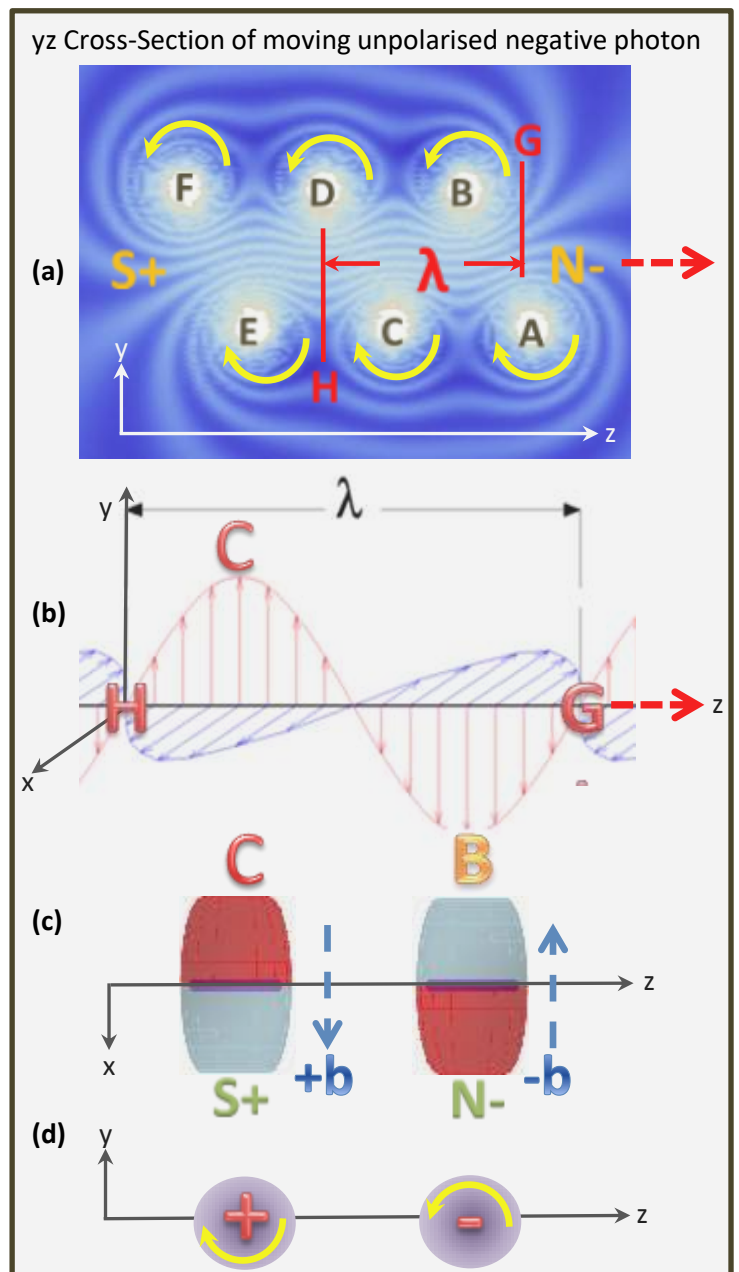 yz Cross-Section of moving unpolarised negative photon
F D B G
S+ λ N-
(a)
E C A
y H
z
y λ
C
(b)
H G z
x
C B
(c)
z
x
S+ +b N- -b
(d)
y
+ - z